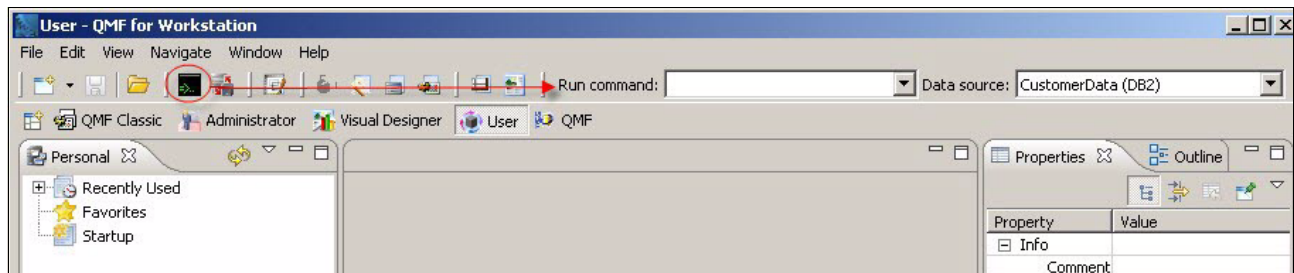 User - QMF for Workstation
File Edit View Navigate Window Help
Run command: Data source: CustomerData (DB2)
QMF Classic Administrator Visual Designer User QMF
Personal Properties Outline
Recently Used
Favorites
Startup
Property Value
Info
Comment